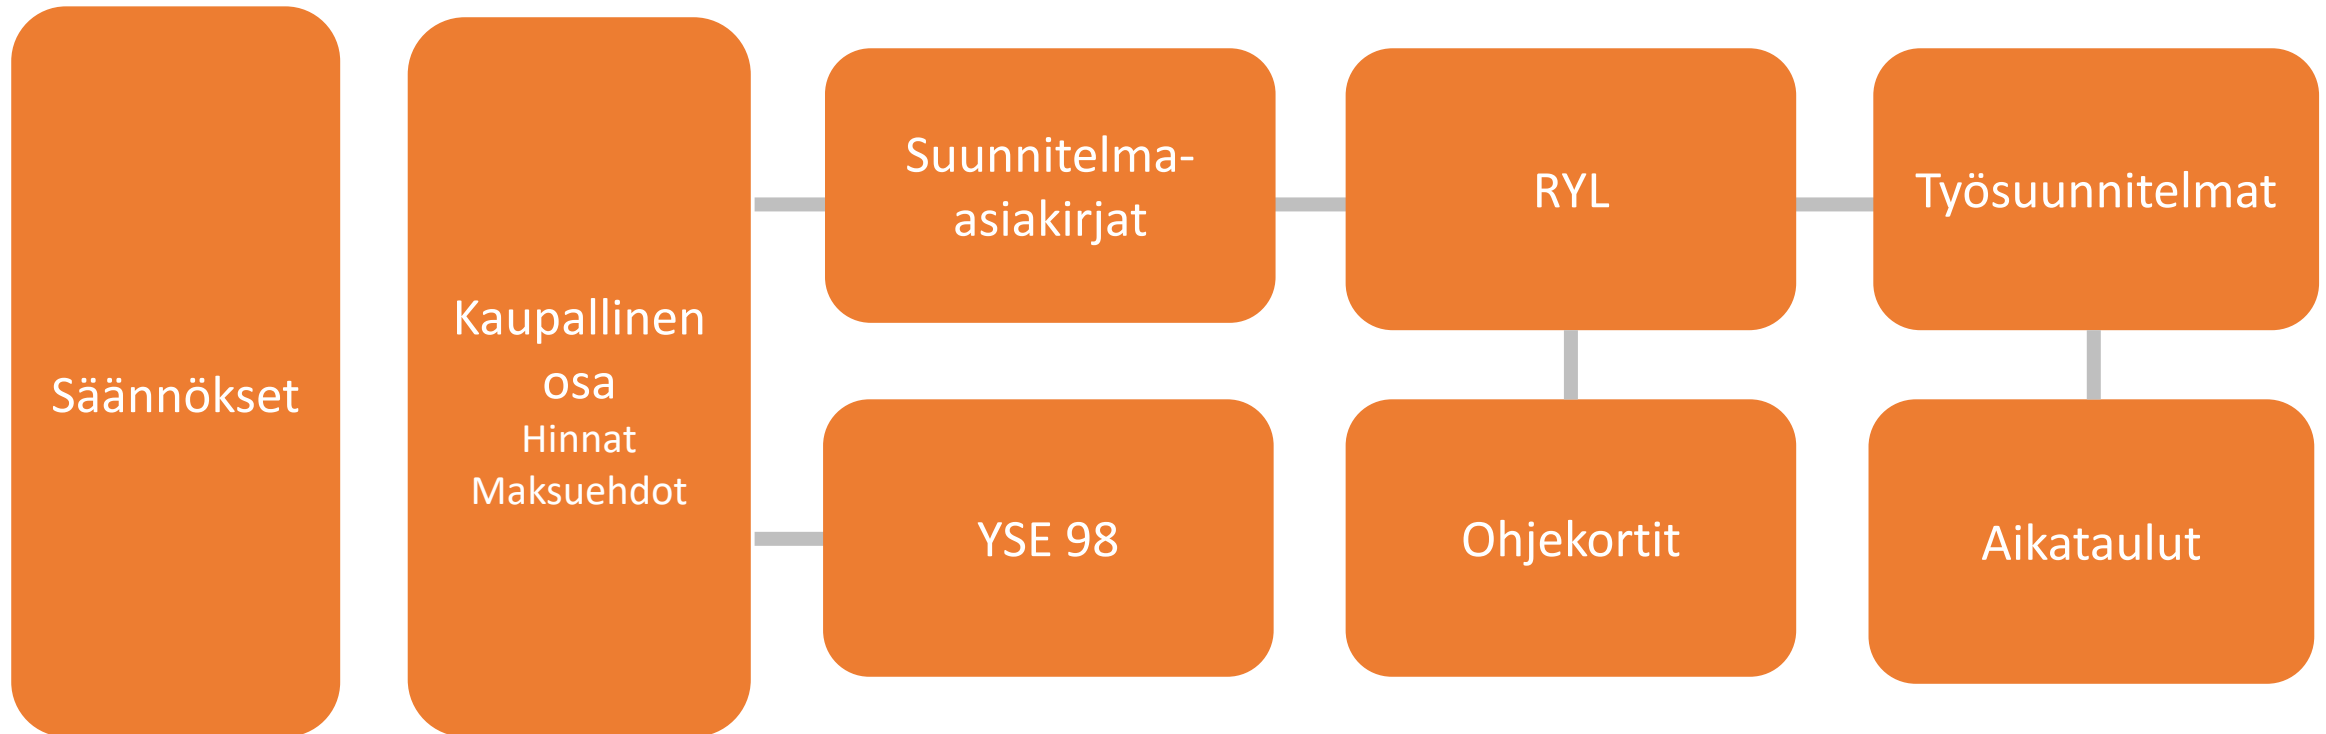 Säännökset
Kaupallinen
osa
Hinnat
Maksuehdot
Suunnitelma-
asiakirjat
YSE 98
RYL
Ohjekortit
Työsuunnitelmat
Aikataulut